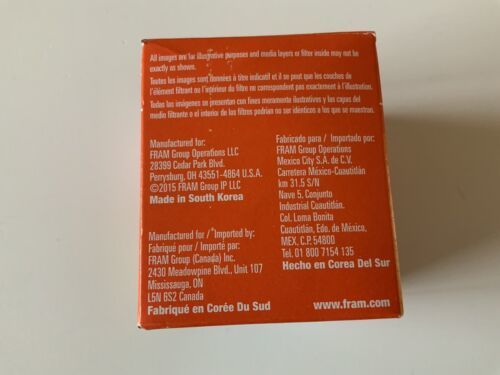 All images are for illustrative purposes and media layers or filter inside may not be
exactly as shown.
Toutes les images sont données à titre indicatif et il se peut que les couches de
l'élément filtrant ou l'intérieur du filtre ne correspondent pas exactement à l'illustration.
Todas las imágenes se presentan con fines meramente ilustrativos y las capas del
medio filtrante o el interior de los filtros podrían no ser idénticos a los que se muestran.
Manufactured for:
FRAM Group Operations LLC
28399 Cedar Park Blvd.
Perrysburg, OH 43551-4864 U.S.A.
©2015 FRAM Group IP LLC
Made in South Korea
Manufactured for /*Imported by:
Fabriqué pour / Importé par:
FRAM Group (Canada) Inc.
2430 Meadowpine Blvd., Unit 107
Mississauga, ON
L5N 6S2 Canada
Fabriqué en Corée Du Sud
Fabricado para / Importado por:
FRAM Group Operations
Mexico City S.A. de C.V.
Carretera México-Cuautitlán
km 31.5 S/N
Nave 5, Conjunto
Industrial Cuautitlán.
Col. Loma Bonita
Cuautitlán, Edo. de México,
MEX, C.P. 54800
Tel. 01 800 7154 135
Hecho en Corea Del Sur
www.fram.com